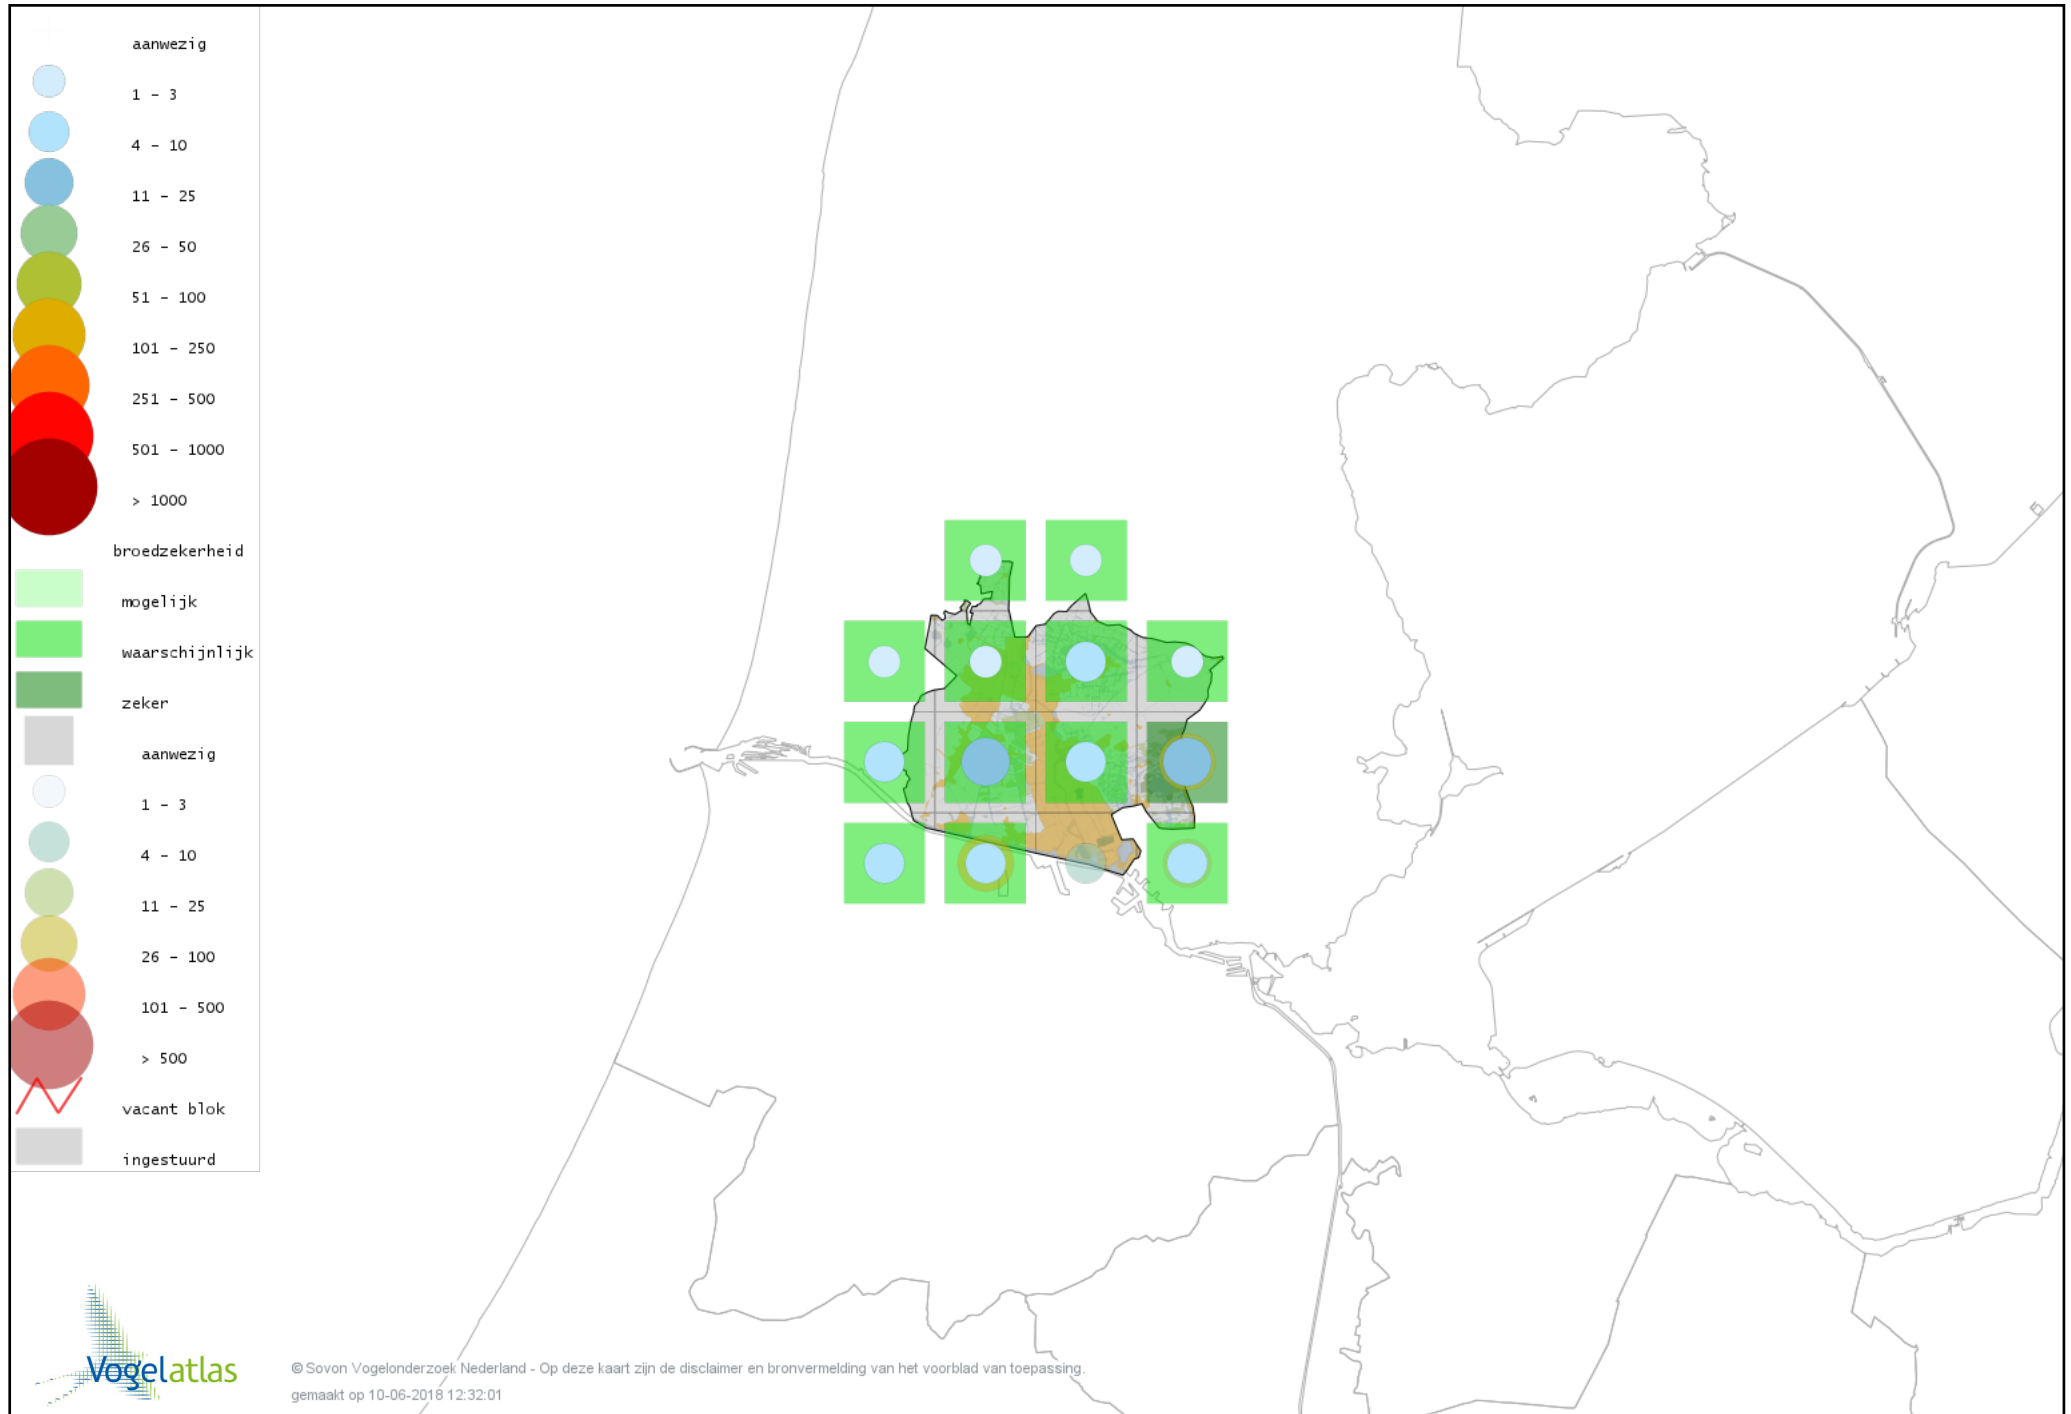 aanwezig
1 - 3
4 - 10
11 - 25
26 - 50
51 - 100
101 - 250
251 - 500
501 - 1000
> 1000
broedzekerheid
mogelijk
waarschijnlijk
zeker
aanwezig
1 - 3
4 - 10
11 - 25
26 - 100
101 - 500
> 500
vacant blok
ingestuurd
Vogelatlas
© Sovon Vogelonderzoek Nederland - Op deze kaart zijn de disclaimer en bronvermelding van het voorblad van toepassing.
gemaakt op 10-06-2018 12:32:01